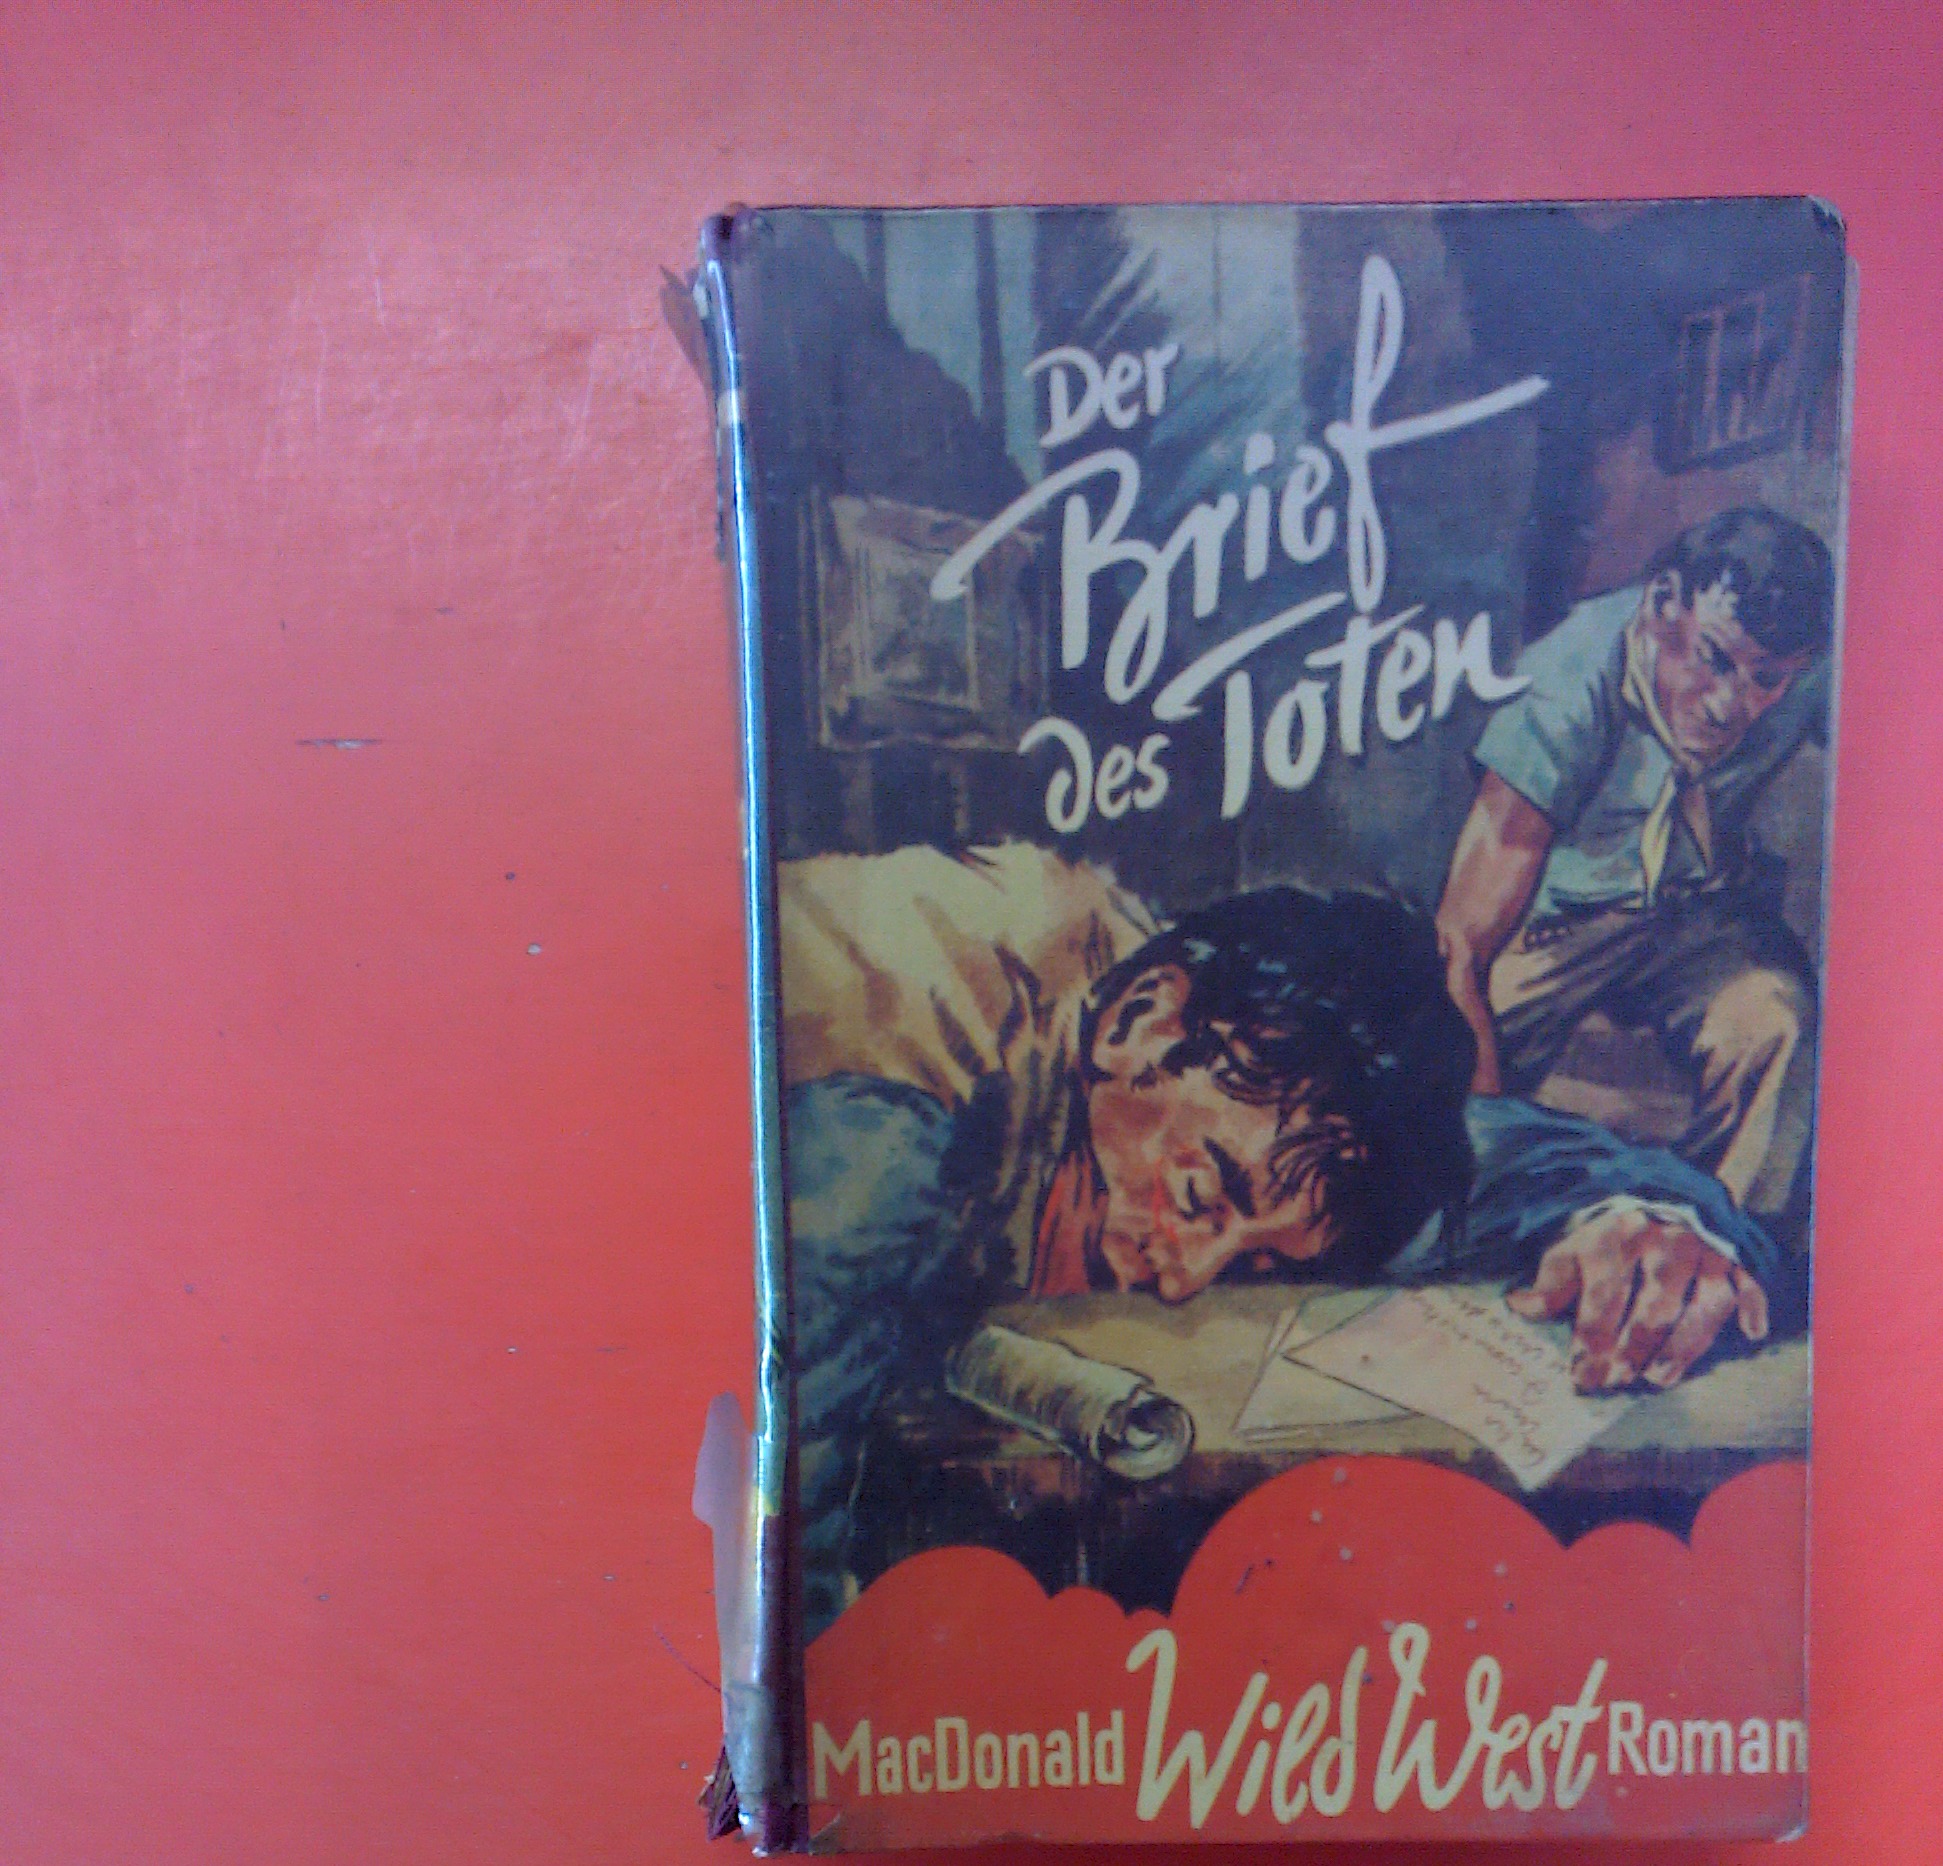 Der
Brief
des Toten
MacDonald Wild West Roman